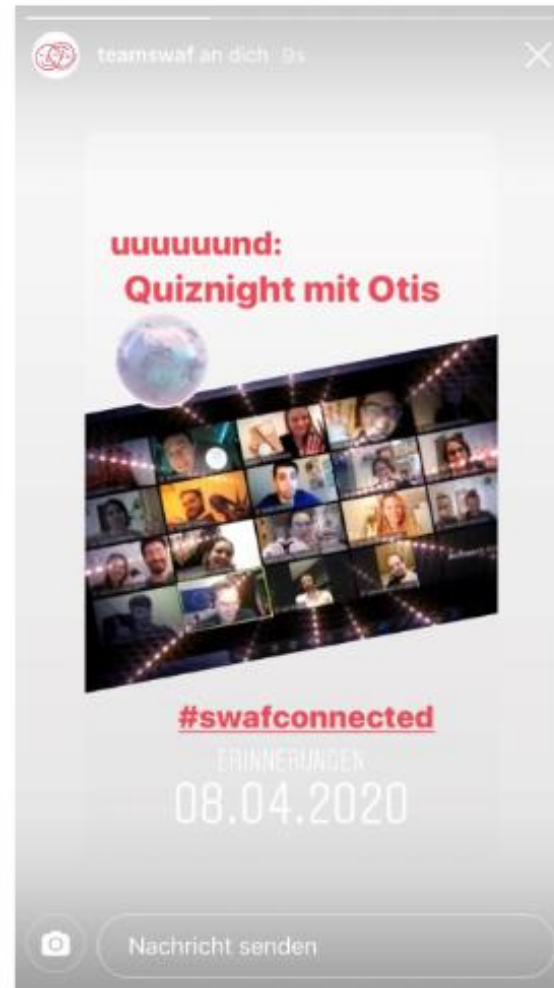 teamswaf an dich 9s
uuuuuund:
Quiznight mit Otis
#swafconnected
ERINNERUNGEN
08.04.2020
Nachricht senden